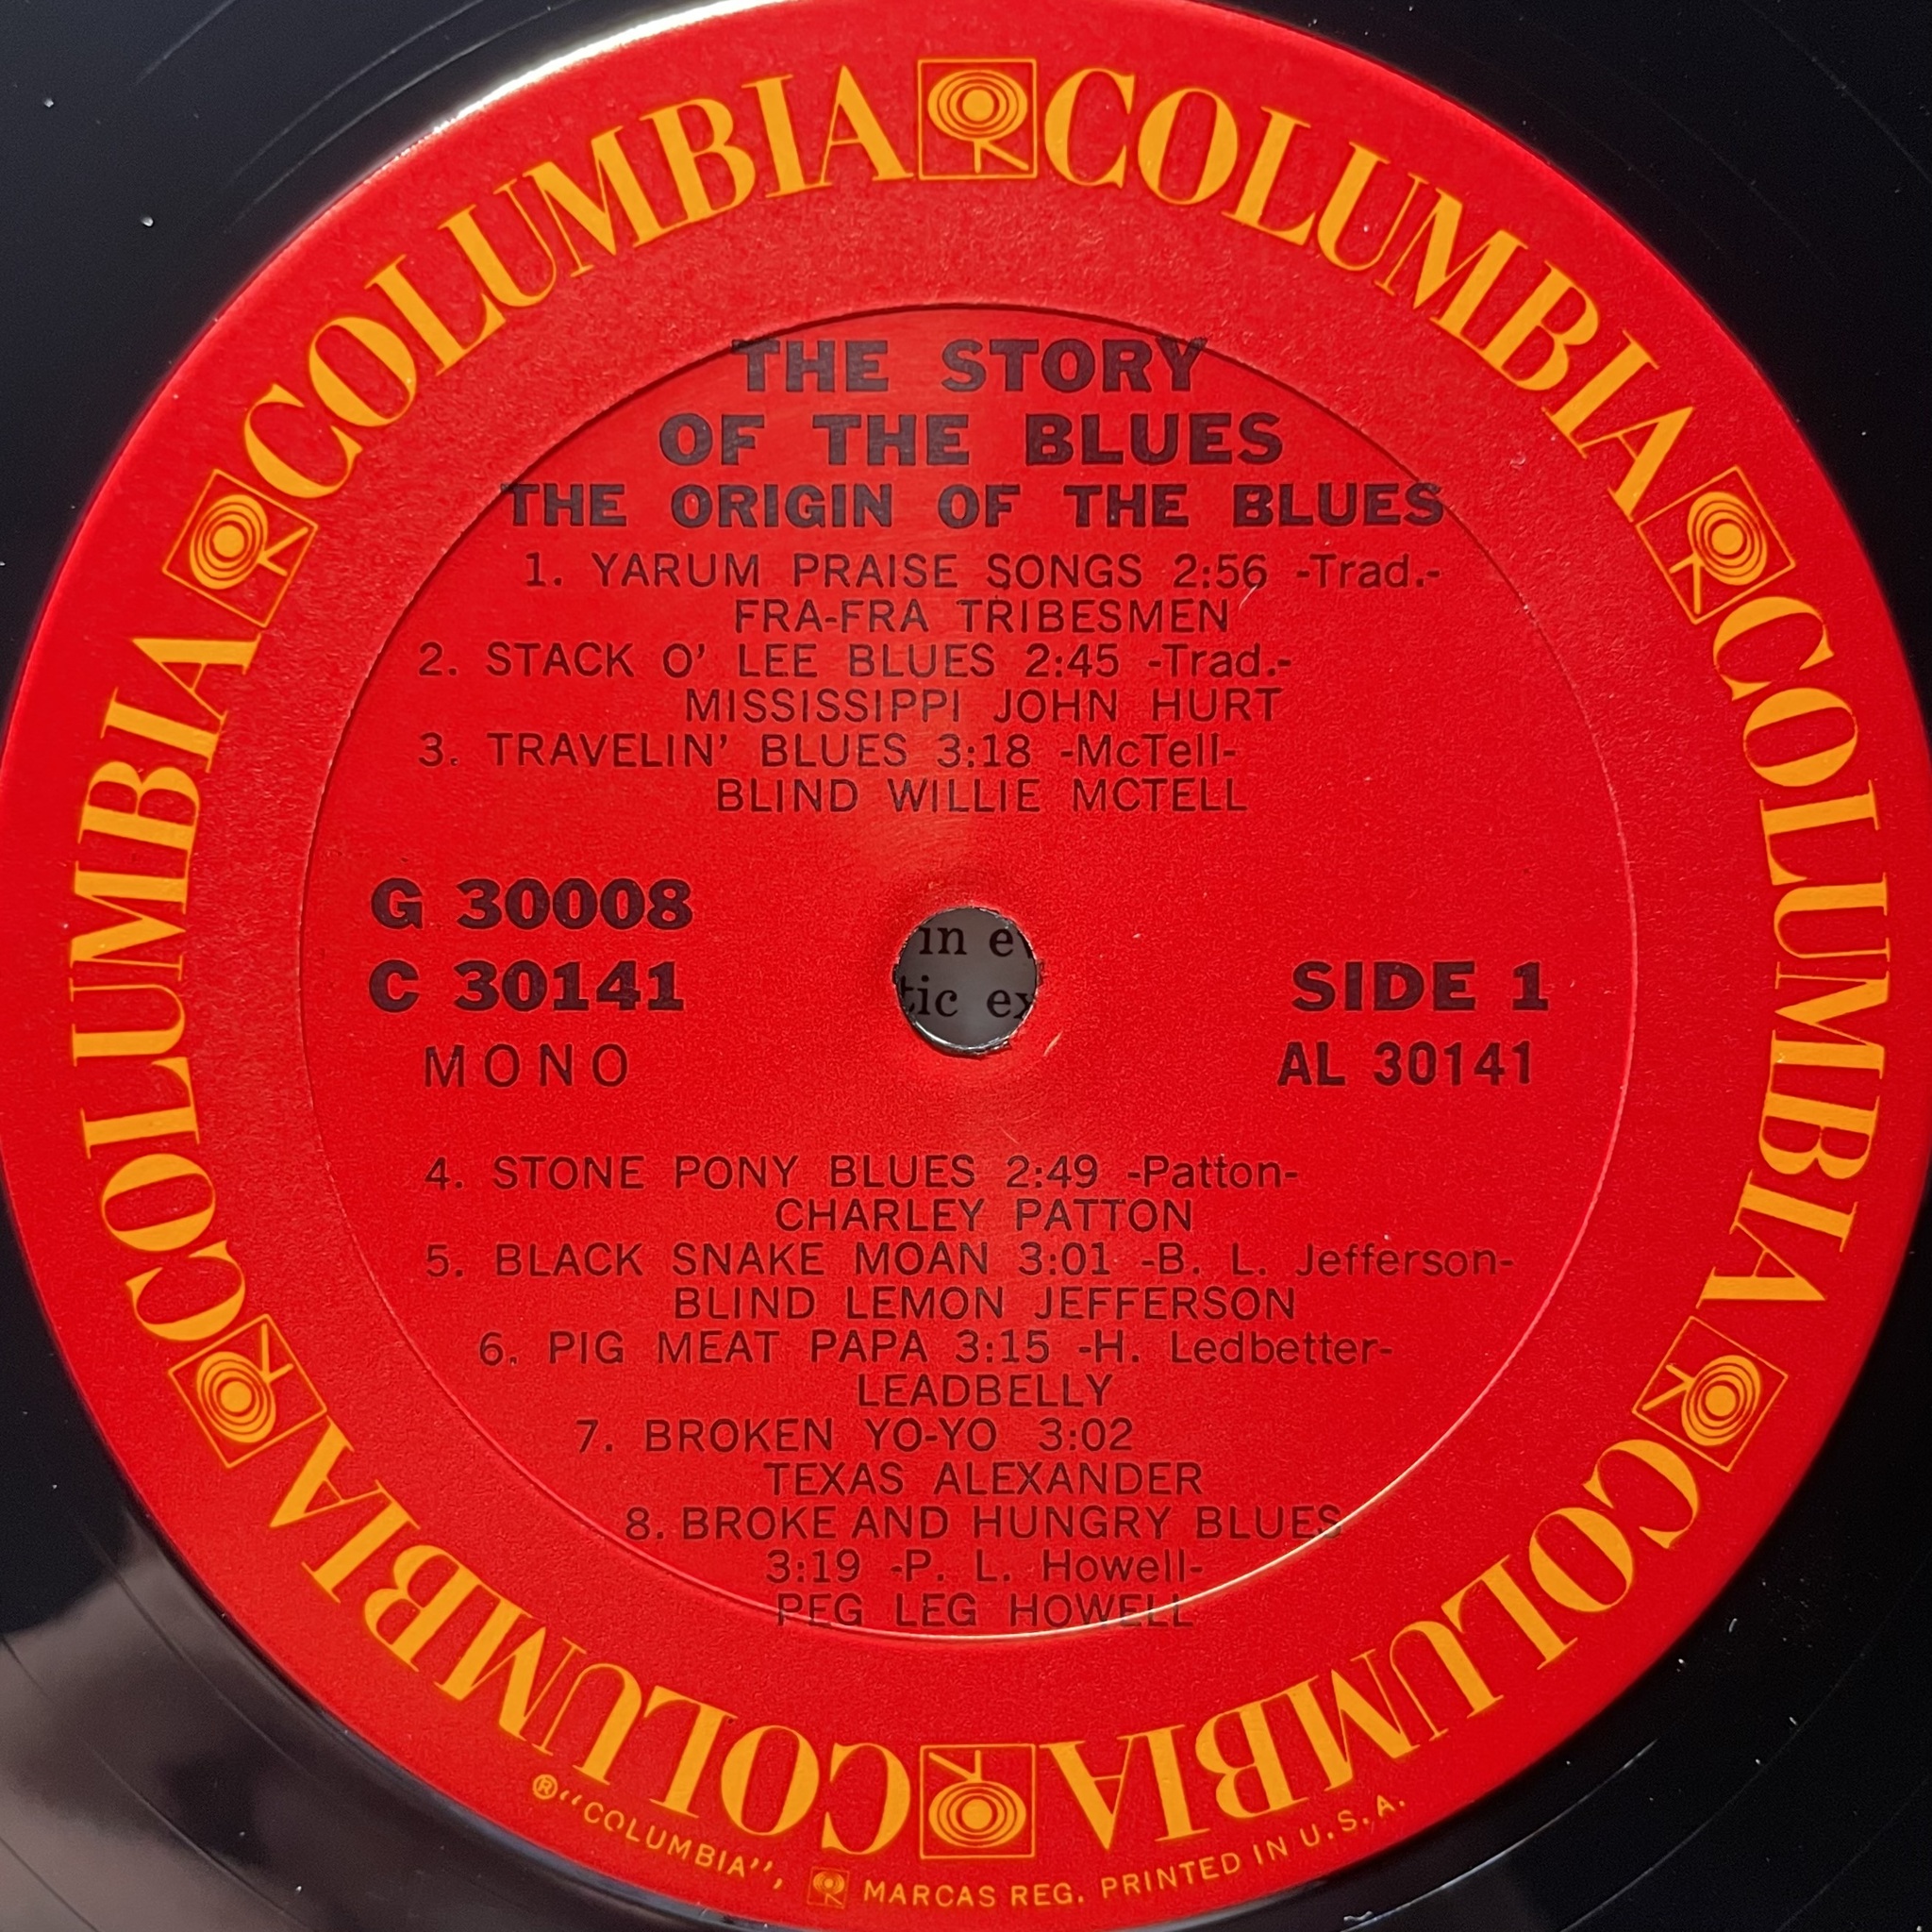 COLUMBIA COLUMBIA COLUMBIA COLUMBIA COLUMBIA COLUMBIA
THE STORY
OF THE BLUES
THE ORIGIN OF THE BLUES
1. YARUM PRAISE SONGS 2:56 -Trad.-
FRA-FRA TRIBESMEN
2. STACK O' LEE BLUES 2:45 -Trad.-
MISSISSIPPI JOHN HURT
3. TRAVELIN' BLUES 3:18 -McTell-
BLIND WILLIE MCTELL
G 30008
C 30141
MONO
in e
tic ex
SIDE 1
AL 30141
4. STONE PONY BLUES 2:49 -Patton-
CHARLEY PATTON
5. BLACK SNAKE MOAN 3:01 -B. L. Jefferson-
BLIND LEMON JEFFERSON
6. PIG MEAT PAPA 3:15 -H. Ledbetter-
LEADBELLY
7. BROKEN YO-YO 3:02
TEXAS ALEXANDER
8. BROKE AND HUNGRY BLUES
3:19 -P. L. Howell-
PEG LEG HOWELL
® "COLUMBIA", MARCAS REG. PRINTED IN U.S.A.